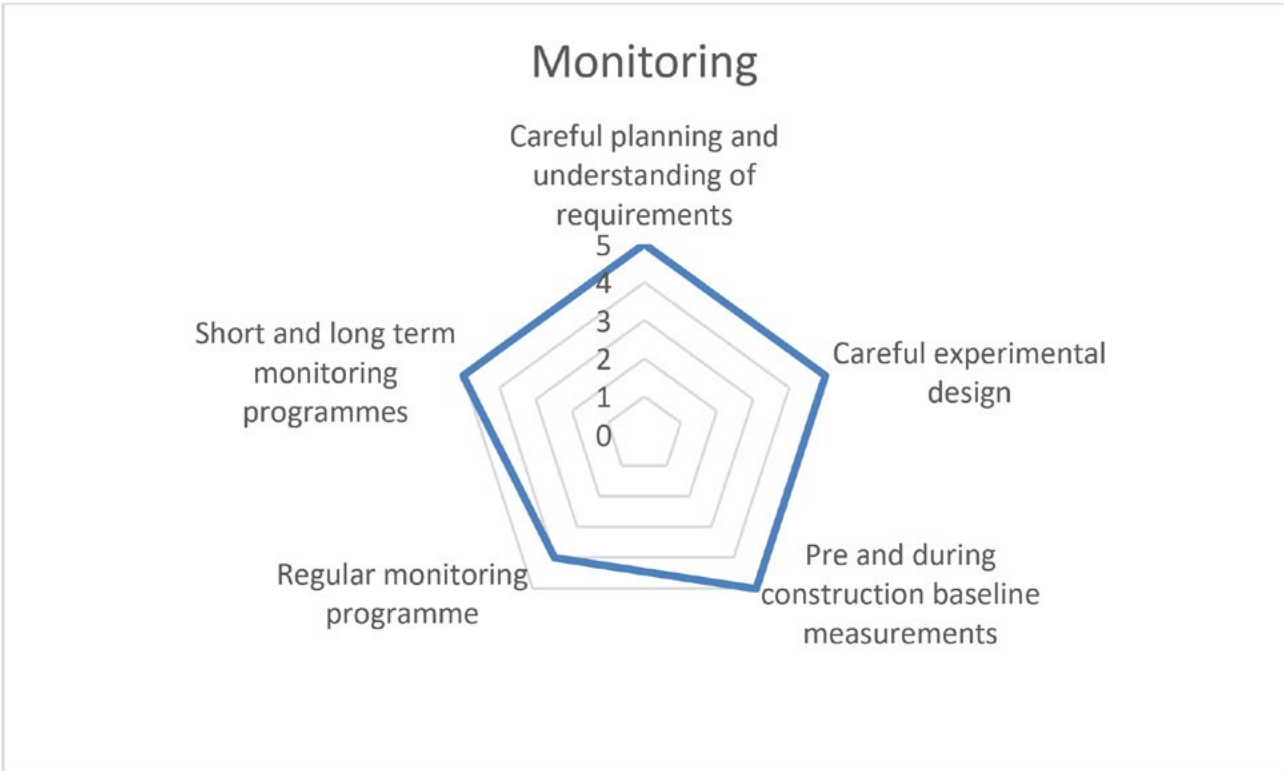 Monitoring
Careful planning and
understanding of
requirements
5
4
3
2
1
0
Careful experimental
design
Pre and during
construction baseline
measurements
Regular monitoring
programme
Short and long term
monitoring
programmes